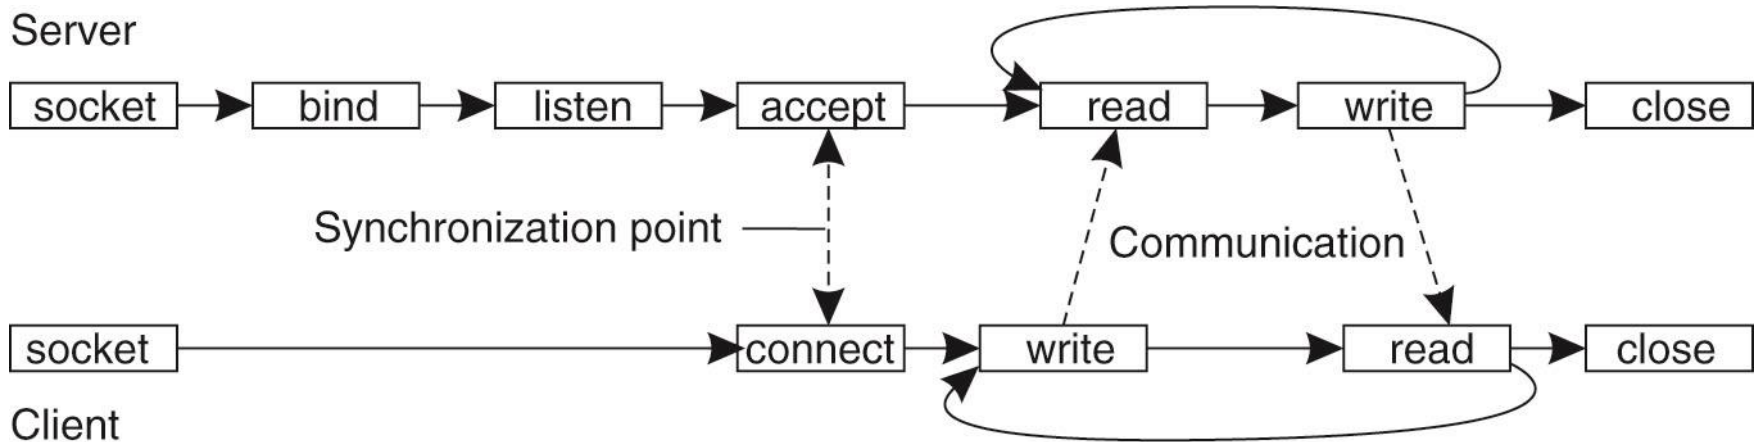 Server
socket bind listen accept read write close
Synchronization point
Communication
socket connect write read close
Client